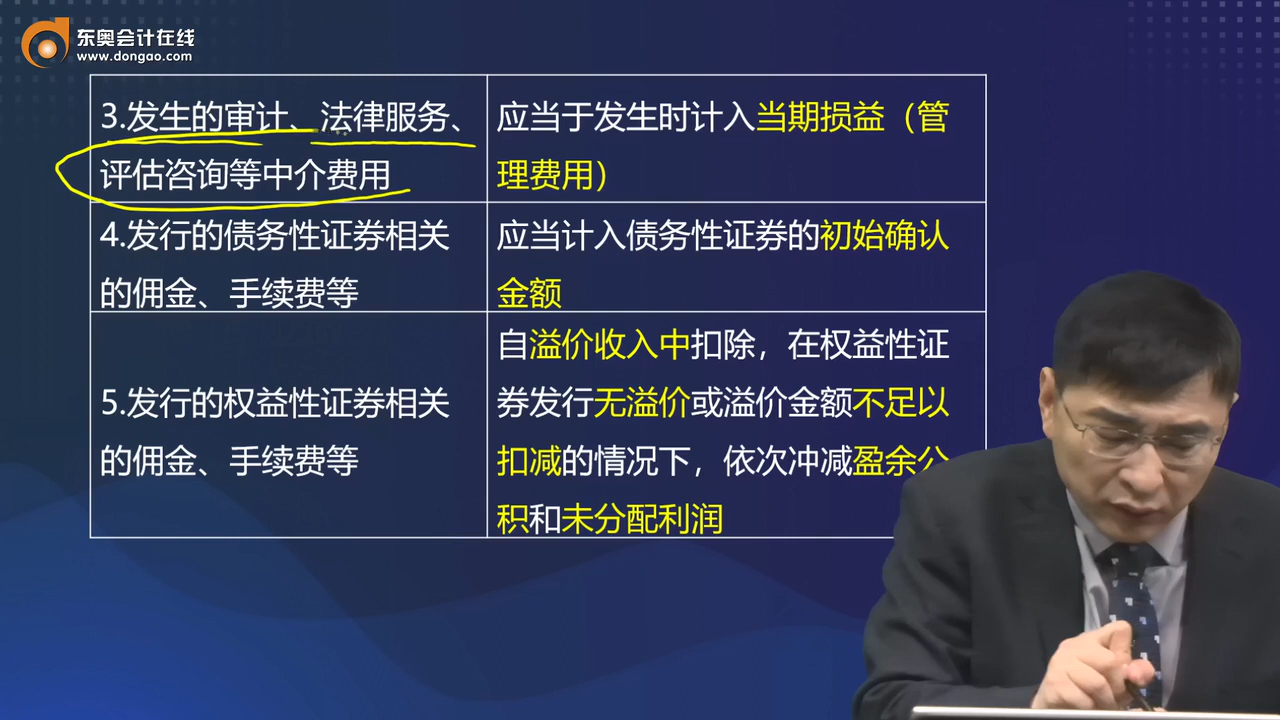 东奥会计在线
www.dongao.com
3.发生的审计、法律服务、
评估咨询等中介费用
应当于发生时计入当期损益（管
理费用）
4.发行的债务性证券相关
的佣金、手续费等
应当计入债务性证券的初始确认
金额
5.发行的权益性证券相关
的佣金、手续费等
自溢价收入中扣除，在权益性证
券发行无溢价或溢价金额不足以
扣减的情况下，依次冲减盈余公
积和未分配利润